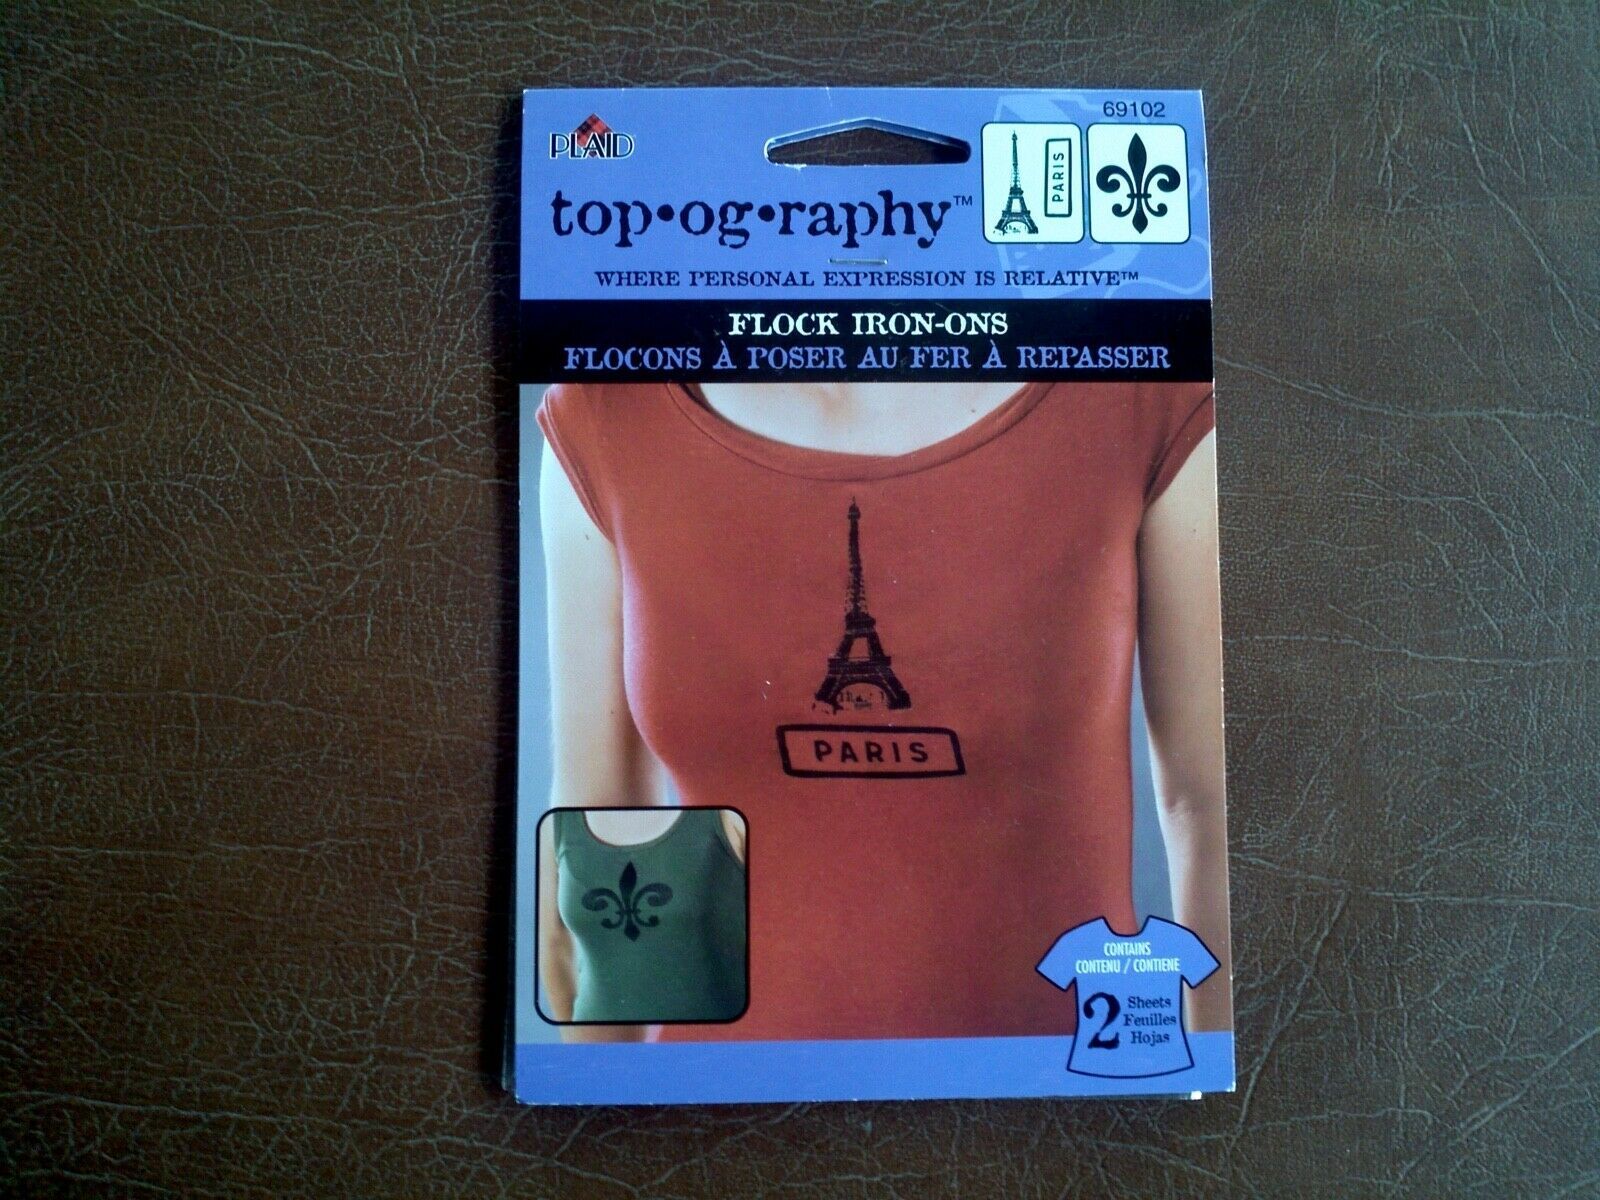 PLAID
69102
PARIS
top•og•raphy™
WHERE PERSONAL EXPRESSION IS RELATIVE™
FLOCK IRON-ONS
FLOCONS À POSER AU FER À REPASSER
PARIS
CONTAINS
CONTENU / CONTIENE
2 Sheets
Feuilles
Hojas